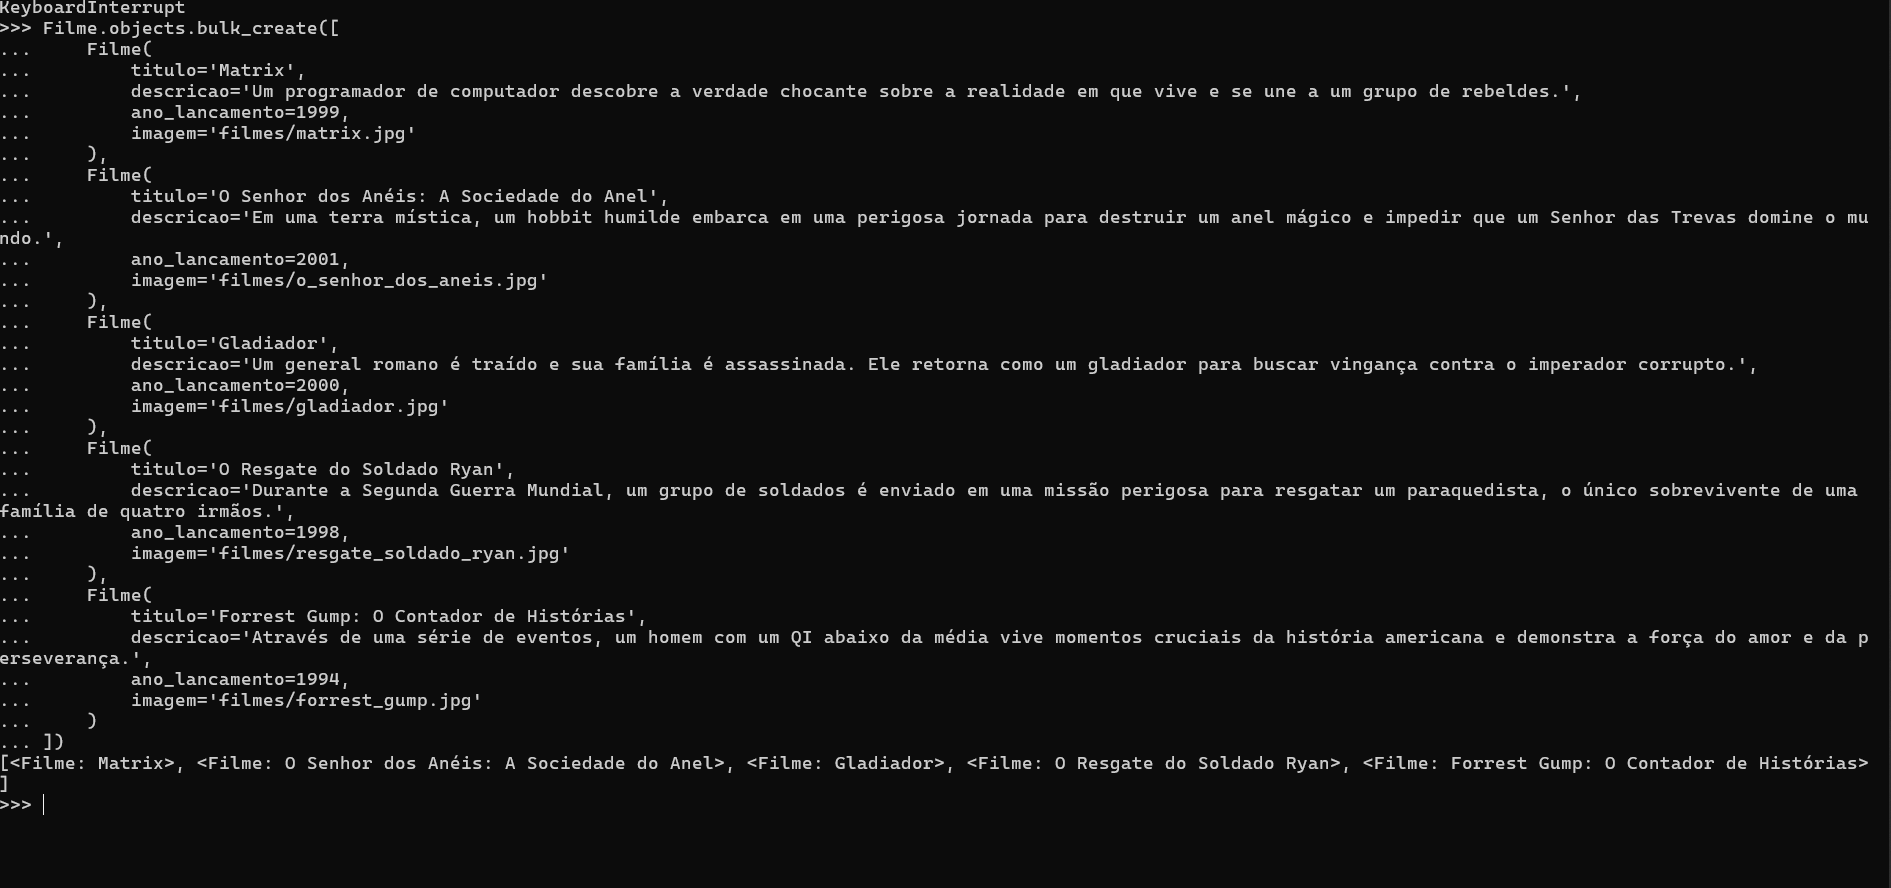 KeyboardInterrupt
>>> Filme.objects.bulk_create([
...     Filme(
...         titulo='Matrix',
...         descricao='Um programador de computador descobre a verdade chocante sobre a realidade em que vive e se une a um grupo de rebeldes.',
...         ano_lancamento=1999,
...         imagem='filmes/matrix.jpg'
...     ),
...     Filme(
...         titulo='O Senhor dos Anéis: A Sociedade do Anel',
...         descricao='Em uma terra mística, um hobbit humilde embarca em uma perigosa jornada para destruir um anel mágico e impedir que um Senhor das Trevas domine o mu
ndo.',
...         ano_lancamento=2001,
...         imagem='filmes/o_senhor_dos_aneis.jpg'
...     ),
...     Filme(
...         titulo='Gladiador',
...         descricao='Um general romano é traído e sua família é assassinada. Ele retorna como um gladiador para buscar vingança contra o imperador corrupto.',
...         ano_lancamento=2000,
...         imagem='filmes/gladiador.jpg'
...     ),
...     Filme(
...         titulo='O Resgate do Soldado Ryan',
...         descricao='Durante a Segunda Guerra Mundial, um grupo de soldados é enviado em uma missão perigosa para resgatar um paraquedista, o único sobrevivente de uma
família de quatro irmãos.',
...         ano_lancamento=1998,
...         imagem='filmes/resgate_soldado_ryan.jpg'
...     ),
...     Filme(
...         titulo='Forrest Gump: O Contador de Histórias',
...         descricao='Através de uma série de eventos, um homem com um QI abaixo da média vive momentos cruciais da história americana e demonstra a força do amor e da p
erseverança.',
...         ano_lancamento=1994,
...         imagem='filmes/forrest_gump.jpg'
...     )
... ])
[<Filme: Matrix>, <Filme: O Senhor dos Anéis: A Sociedade do Anel>, <Filme: Gladiador>, <Filme: O Resgate do Soldado Ryan>, <Filme: Forrest Gump: O Contador de Histórias>
]
>>>